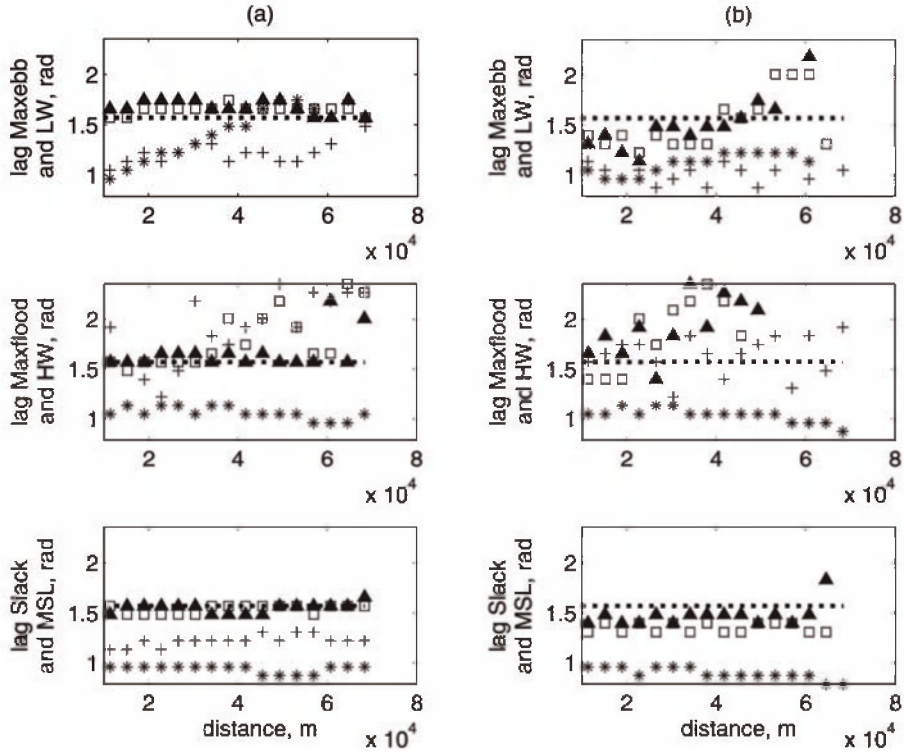 (a)
(b)
lag Maxebb
and LW, rad
2
1.5
1
2
4
6
8
x 10^4
lag Maxebb
and LW, rad
2
1.5
1
2
4
6
8
x 10^4
lag Maxflood
and HW, rad
2
1.5
1
2
4
6
8
x 10^4
lag Maxflood
and HW, rad
2
1.5
1
2
4
6
8
x 10^4
lag Slack
and MSL, rad
2
1.5
1
2
4
6
8
distance, m
x 10^4
lag Slack
and MSL, rad
2
1.5
1
2
4
6
8
distance, m
x 10^4